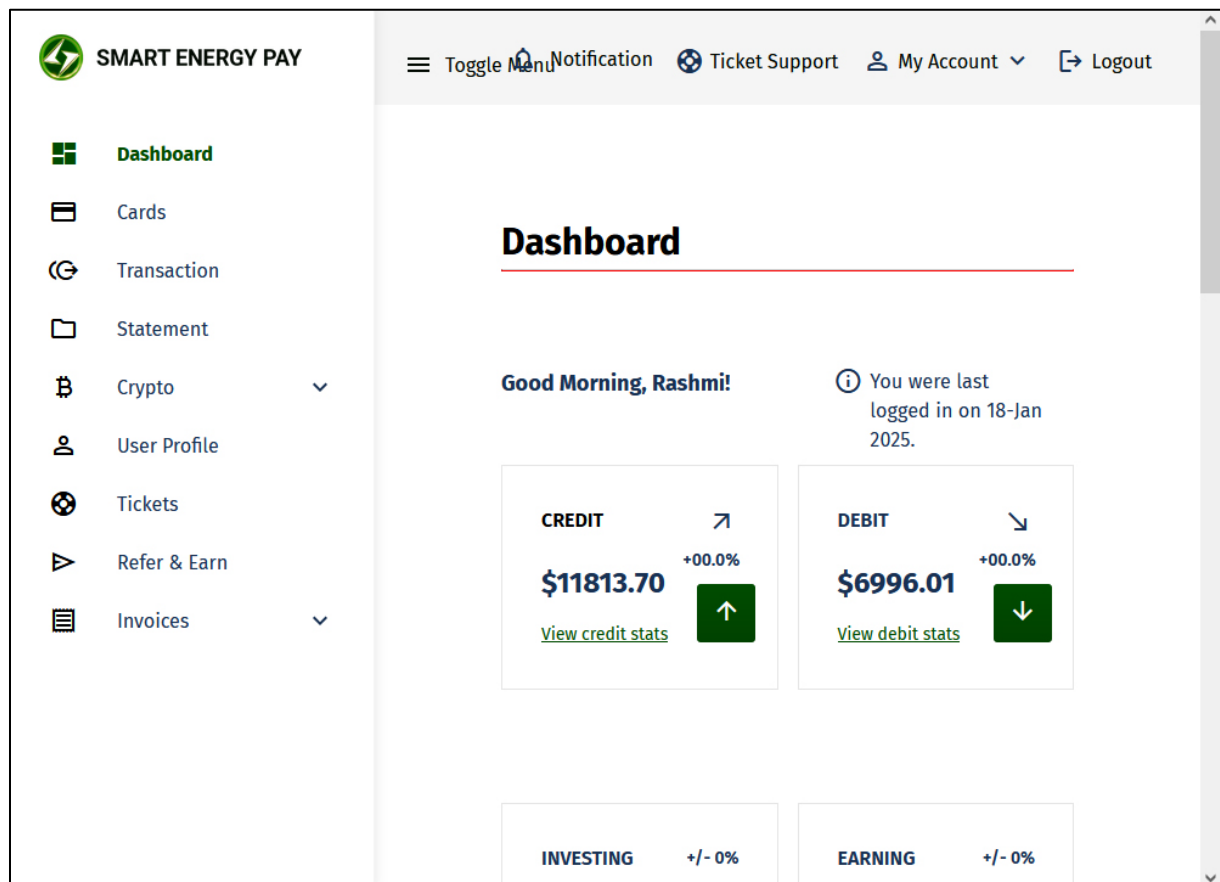 SMART ENERGY PAY
Toggle Menu
Notification
Ticket Support
My Account
Logout
Dashboard
Cards
Transaction
Statement
Crypto
User Profile
Tickets
Refer & Earn
Invoices
Dashboard
Good Morning, Rashmi!
You were last
logged in on 18-Jan
2025.
CREDIT
+00.0%
$11813.70
View credit stats
DEBIT
+00.0%
$6996.01
View debit stats
INVESTING
+/- 0%
EARNING
+/- 0%